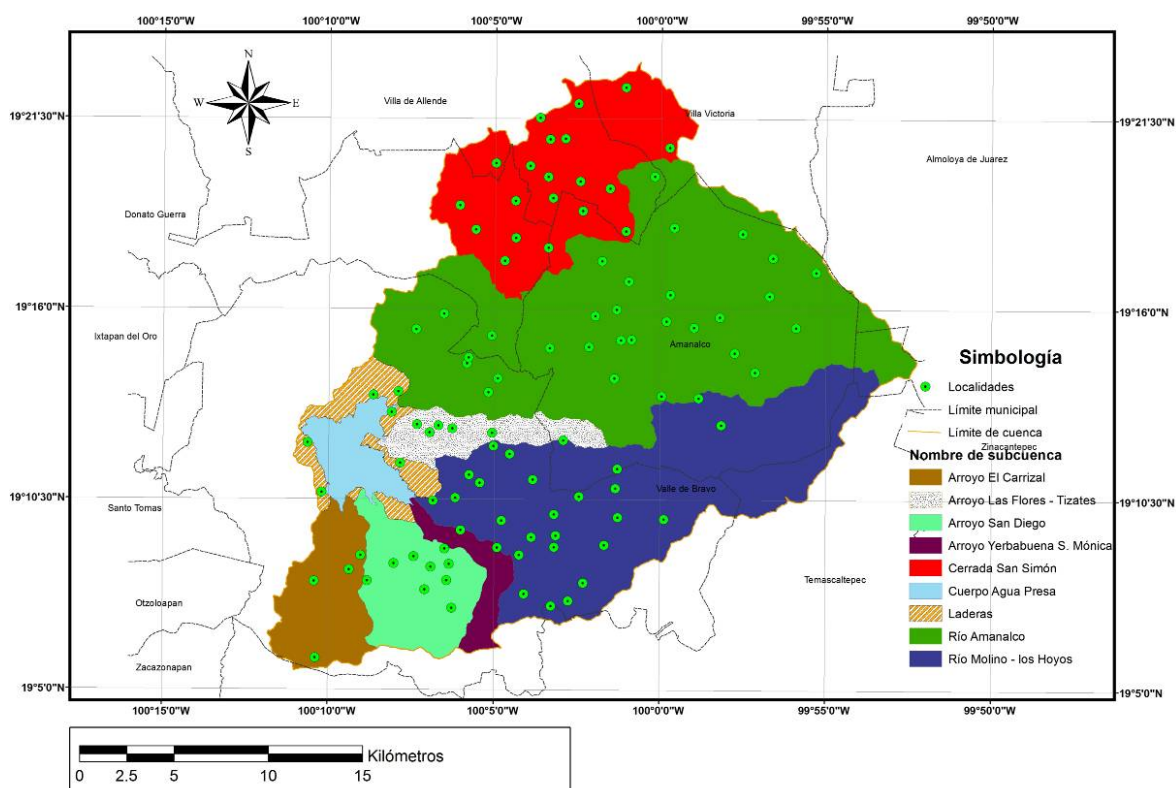 100°15'0"W 100°10'0"W 100°5'0"W 100°0'0"W 99°55'0"W 99°50'0"W
N
W E
S
Villa de Allende
Villa Victoria
19°21'30"N 19°21'30"N
Almoloya de Juarez
Donato Guerra
19°16'0"N 19°16'0"N
Ixtapan del Oro
Amanalco
Zinacantepec
19°10'30"N 19°10'30"N
Valle de Bravo
Santo Tomas
Temascaltepec
Otzoloapan
Zacazonapan
19°5'0"N 19°5'0"N
100°15'0"W 100°10'0"W 100°5'0"W 100°0'0"W 99°55'0"W 99°50'0"W
Simbología
Localidades
Límite municipal
Límite de cuenca
Nombre de subcuenca
Arroyo El Carrizal
Arroyo Las Flores - Tizates
Arroyo San Diego
Arroyo Yerbabuena S. Mónica
Cerrada San Simón
Cuerpo Agua Presa
Laderas
Río Amanalco
Río Molino - los Hoyos
Kilómetros
0 2.5 5 10 15